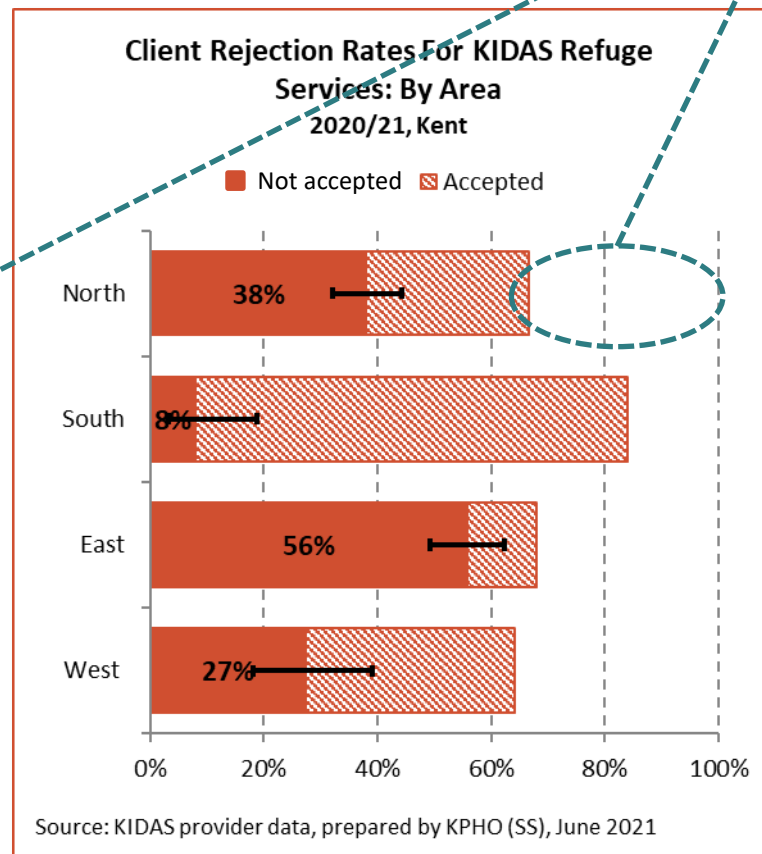 Client Rejection Rates For KIDAS Refuge
Services: By Area
2020/21, Kent
Not accepted Accepted
North 38%
South 8%
East 56%
West 27%
0% 20% 40% 60% 80% 100%
Source: KIDAS provider data, prepared by KPHO (SS), June 2021